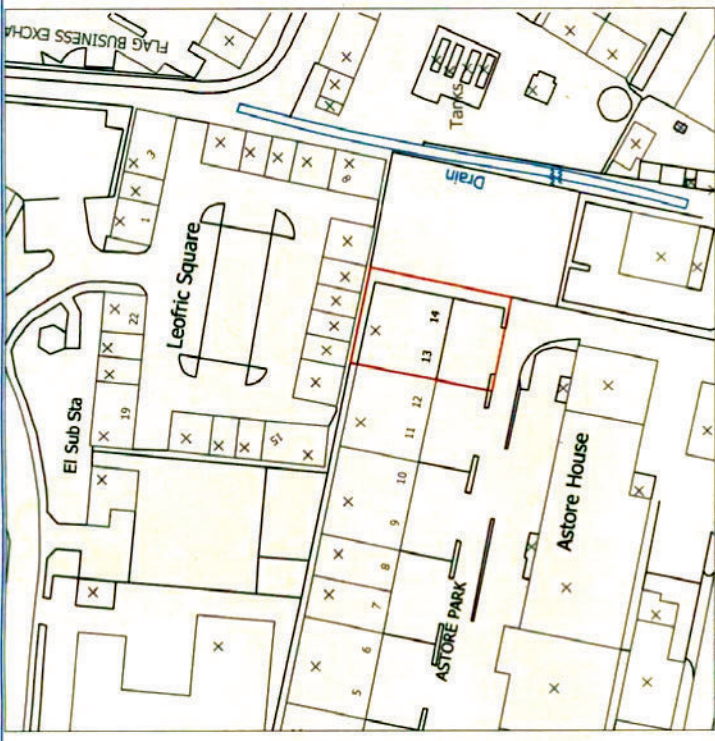 FLAG BUSINESS EXCHA
Tanks
3
1
8
Drain
Leofric Square
22
14
13
El Sub Sta
19
15
12
11
10
9
Astore House
8
7
ASTORE PARK
6
5